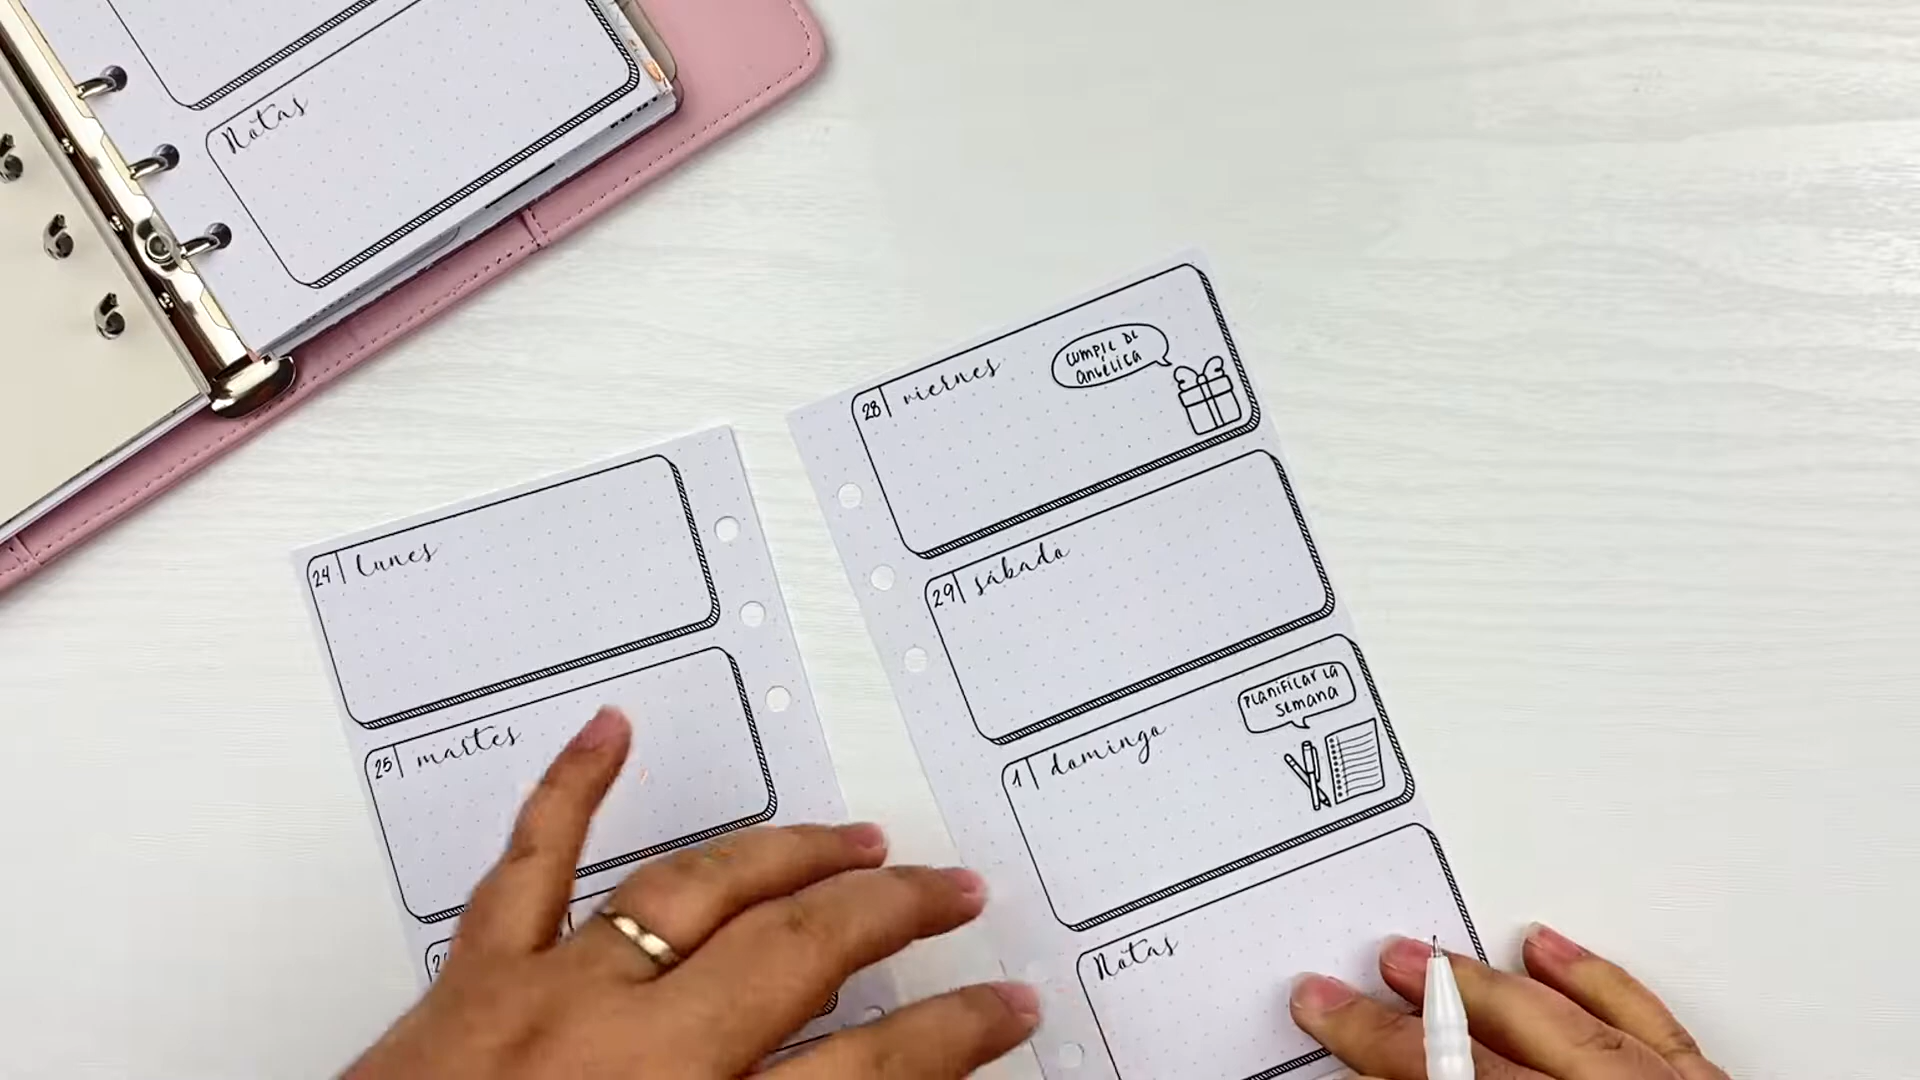 Notas
24 lunes
25 martes
28 viernes
cumple de
angélica
29 sábado
1 domingo
planificar la
semana
Notas